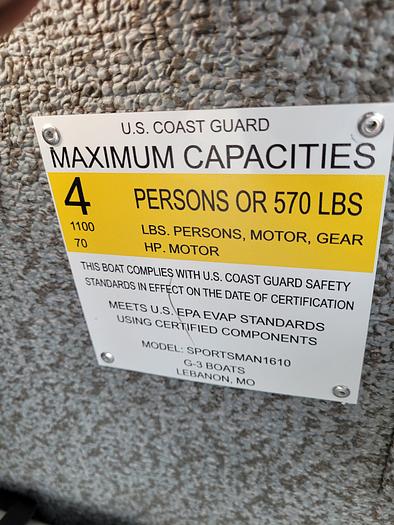 U.S. COAST GUARD
MAXIMUM CAPACITIES
4 PERSONS OR 570 LBS
1100 LBS. PERSONS, MOTOR, GEAR
70 HP. MOTOR
THIS BOAT COMPLIES WITH U.S. COAST GUARD SAFETY
STANDARDS IN EFFECT ON THE DATE OF CERTIFICATION
MEETS U.S. EPA EVAP STANDARDS
USING CERTIFIED COMPONENTS
MODEL: SPORTSMAN1610
G-3 BOATS
LEBANON, MO